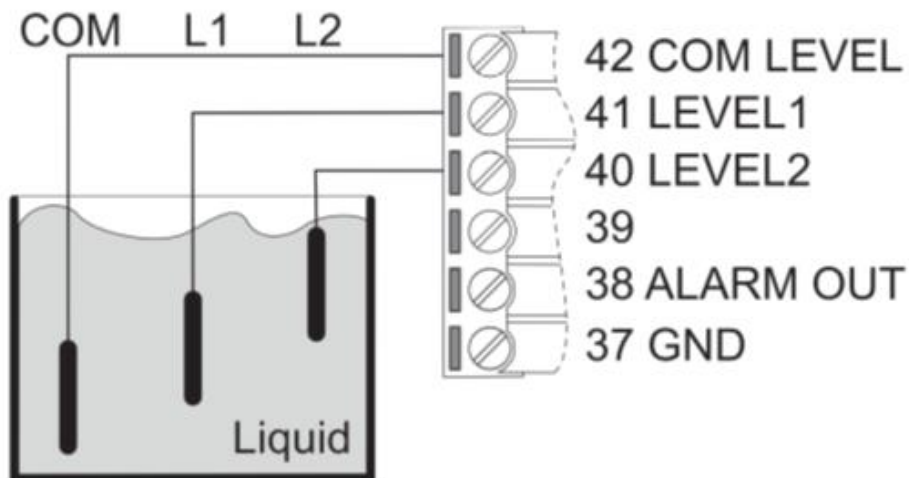 COM L1 L2
42 COM LEVEL
41 LEVEL1
40 LEVEL2
39
38 ALARM OUT
37 GND
Liquid